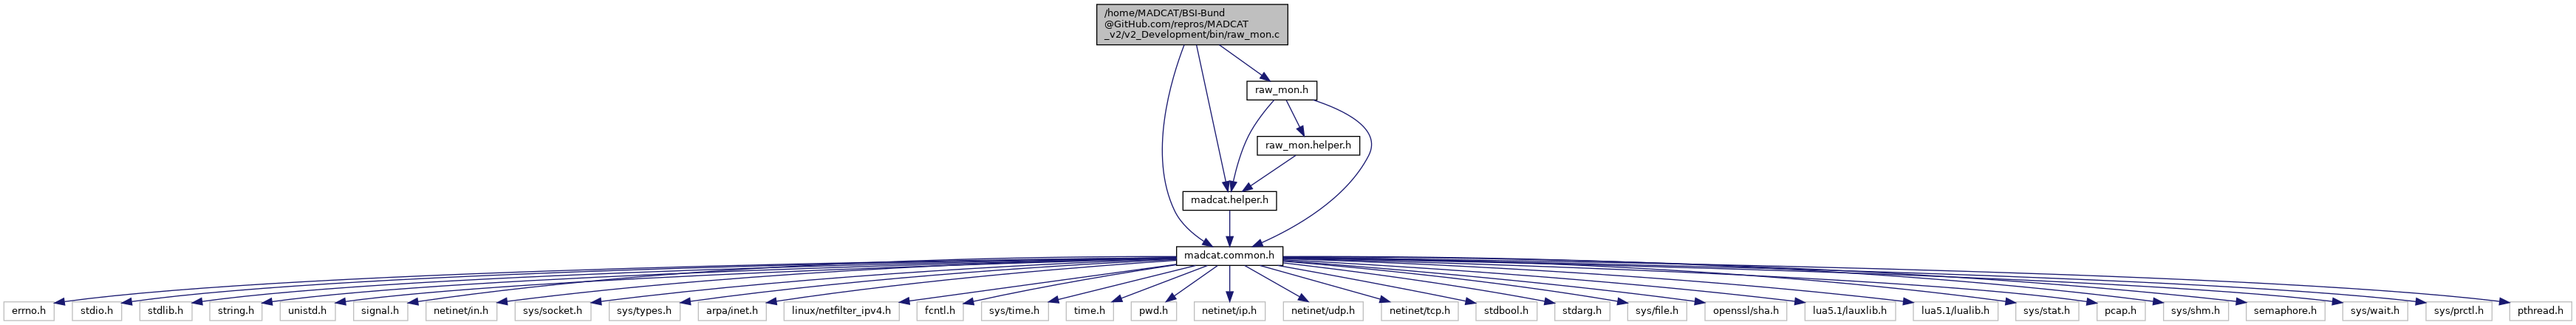 /home/MADCAT/BSI-Bund
@GitHub.com/repros/MADCAT
_v2/v2_Development/bin/raw_mon.c
raw_mon.h
raw_mon.helper.h
madcat.helper.h
madcat.common.h
errno.h
stdio.h
stdlib.h
string.h
unistd.h
signal.h
netinet/in.h
sys/socket.h
sys/types.h
arpa/inet.h
linux/netfilter_ipv4.h
fcntl.h
sys/time.h
time.h
pwd.h
netinet/ip.h
netinet/udp.h
netinet/tcp.h
stdbool.h
stdarg.h
sys/file.h
openssl/sha.h
lua5.1/lauxlib.h
lua5.1/lualib.h
sys/stat.h
pcap.h
sys/shm.h
semaphore.h
sys/wait.h
sys/prctl.h
pthread.h